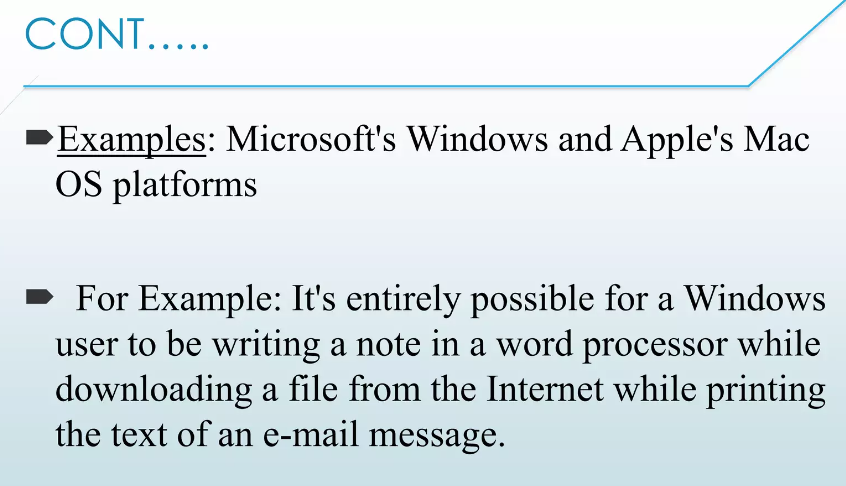 CONT…..
Examples: Microsoft's Windows and Apple's Mac
OS platforms
For Example: It's entirely possible for a Windows
user to be writing a note in a word processor while
downloading a file from the Internet while printing
the text of an e-mail message.